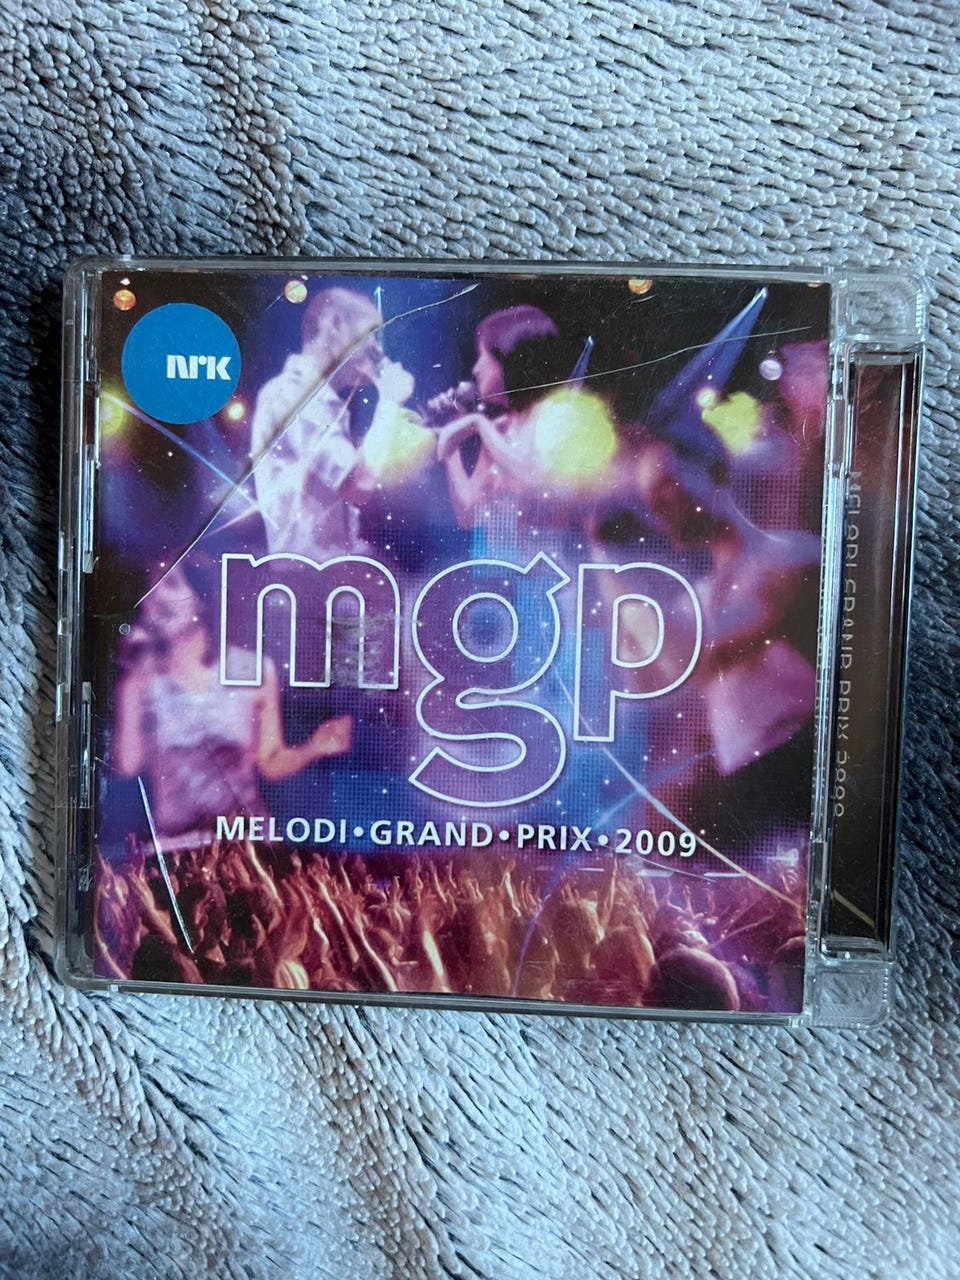 nrk
mgp
MELODI•GRAND•PRIX•2009
MELODI GRAND PRIX 2009